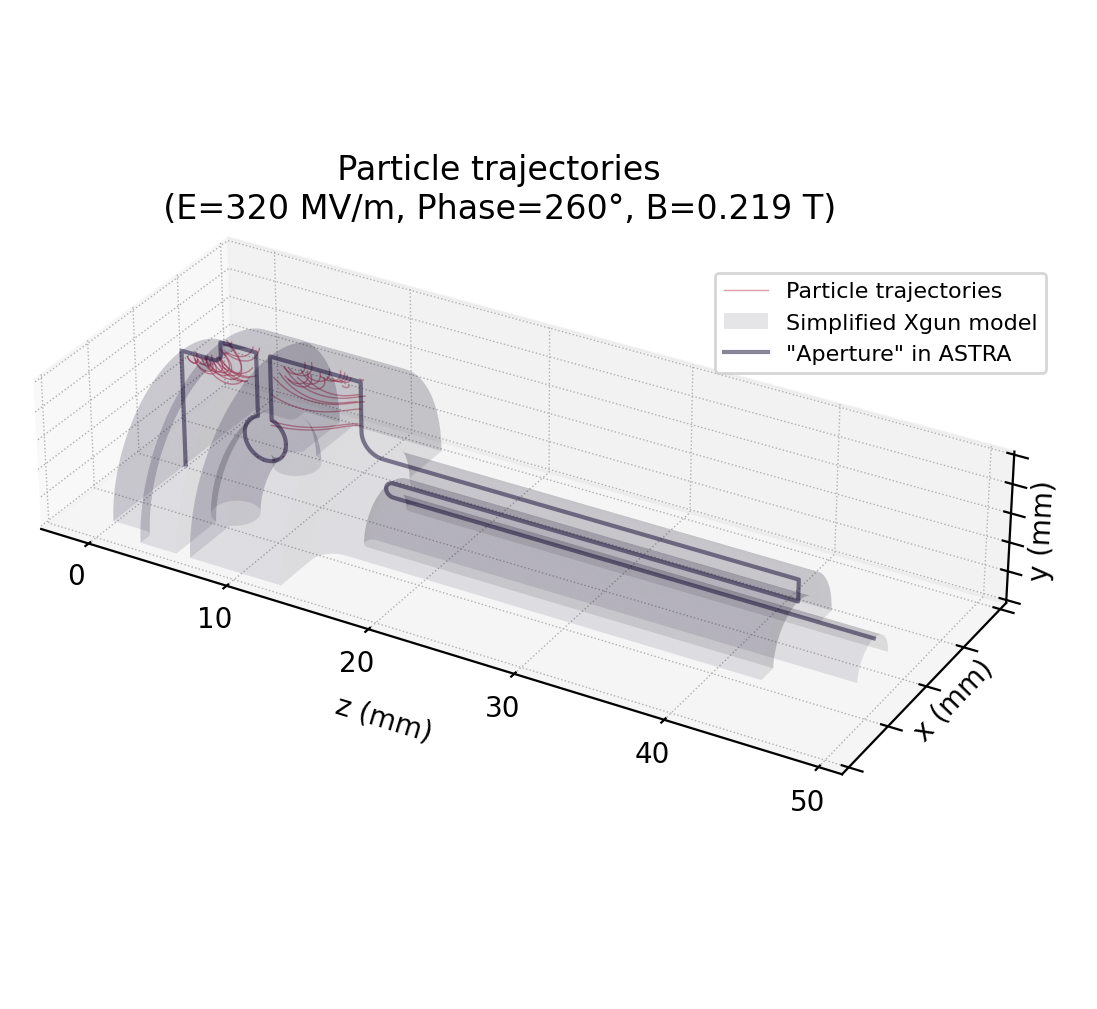 Particle trajectories
(E=320 MV/m, Phase=260°, B=0.219 T)
Particle trajectories
Simplified Xgun model
"Aperture" in ASTRA
y (mm)
x (mm)
z (mm)
0
10
20
30
40
50